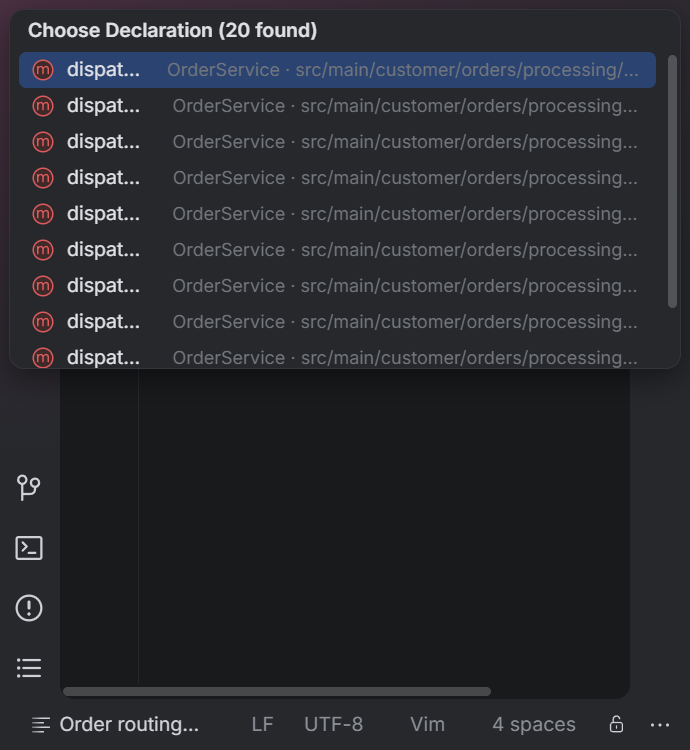 Choose Declaration (20 found)
m dispat... OrderService · src/main/customer/orders/processing/...
m dispat... OrderService · src/main/customer/orders/processing...
m dispat... OrderService · src/main/customer/orders/processing...
m dispat... OrderService · src/main/customer/orders/processing...
m dispat... OrderService · src/main/customer/orders/processing...
m dispat... OrderService · src/main/customer/orders/processing...
m dispat... OrderService · src/main/customer/orders/processing...
m dispat... OrderService · src/main/customer/orders/processing...
m dispat... OrderService · src/main/customer/orders/processing...
Order routing... LF UTF-8 Vim 4 spaces